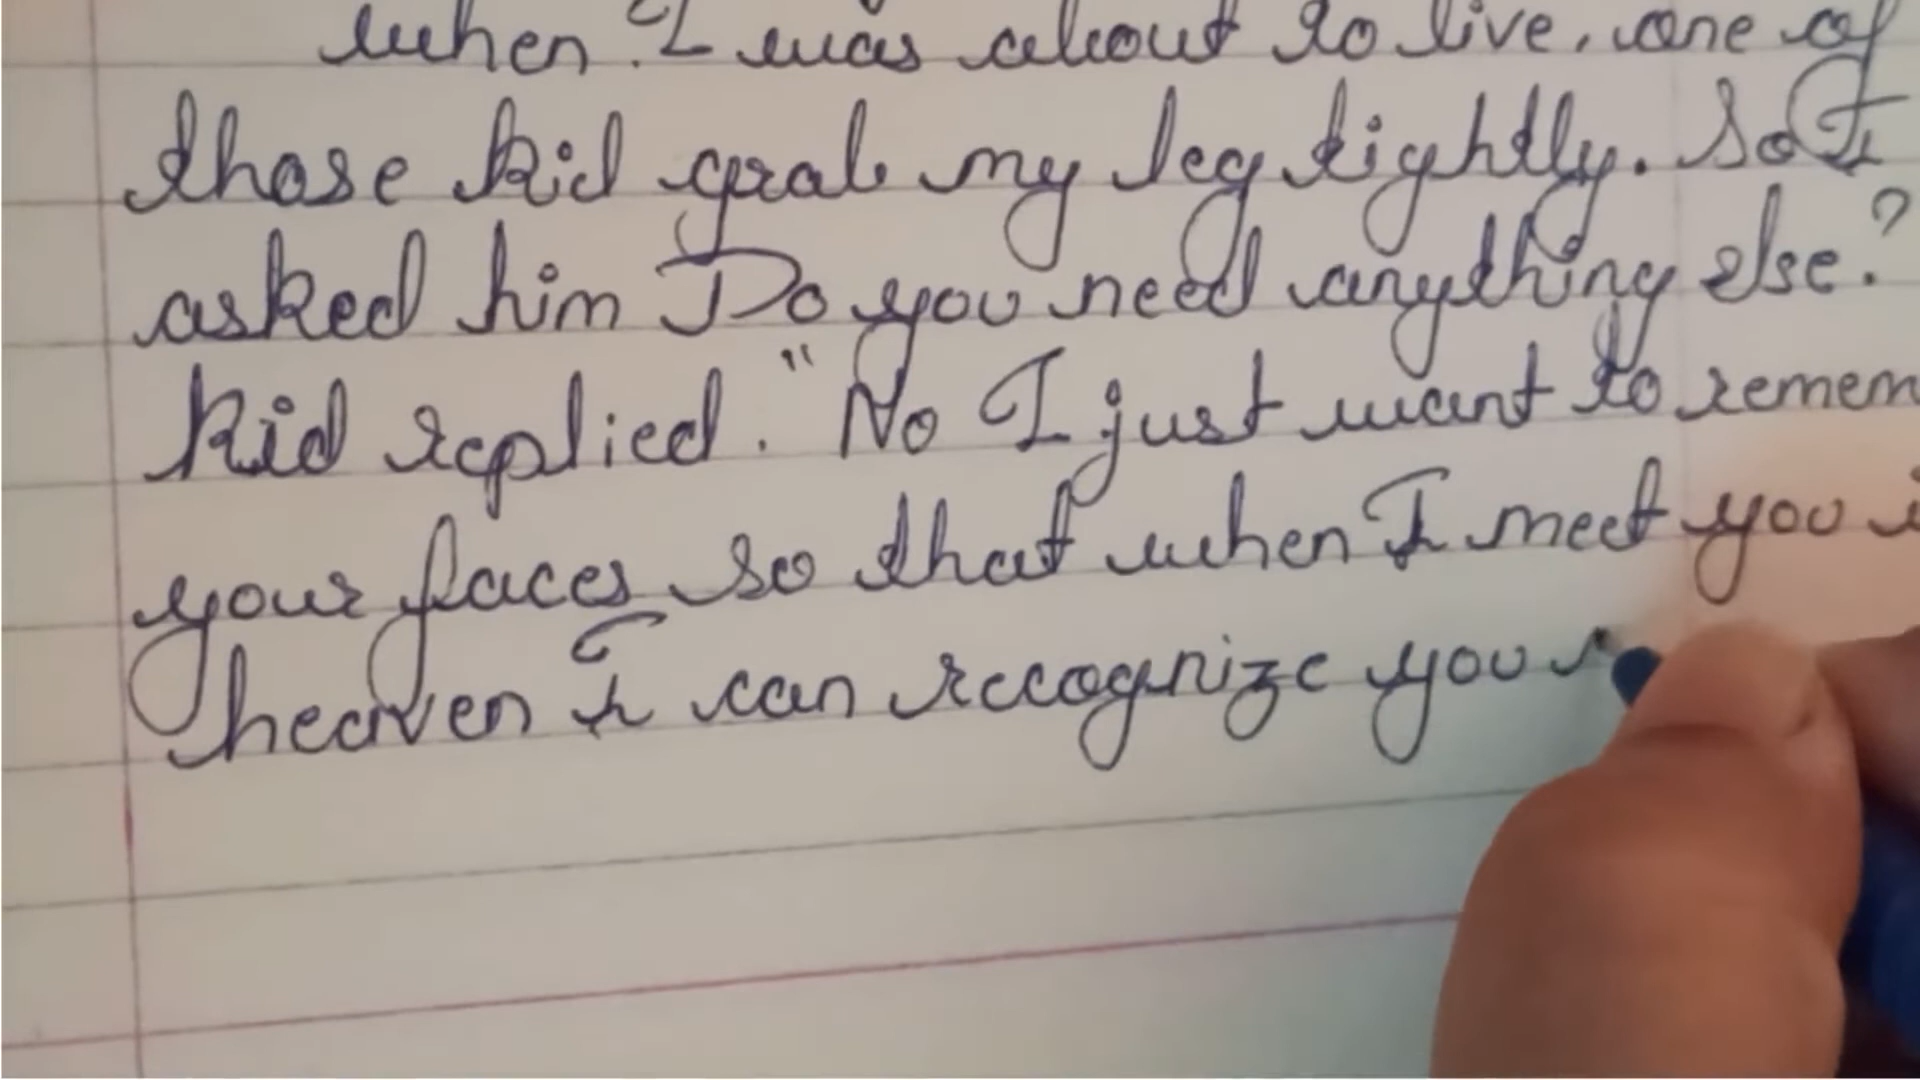 when I was about to live, one of
those kid grab my leg tightly. So I
asked him Do you need anything else?
kid replied. "No I just want to remem
your faces so that when I meet you i
heaven I can recognize you